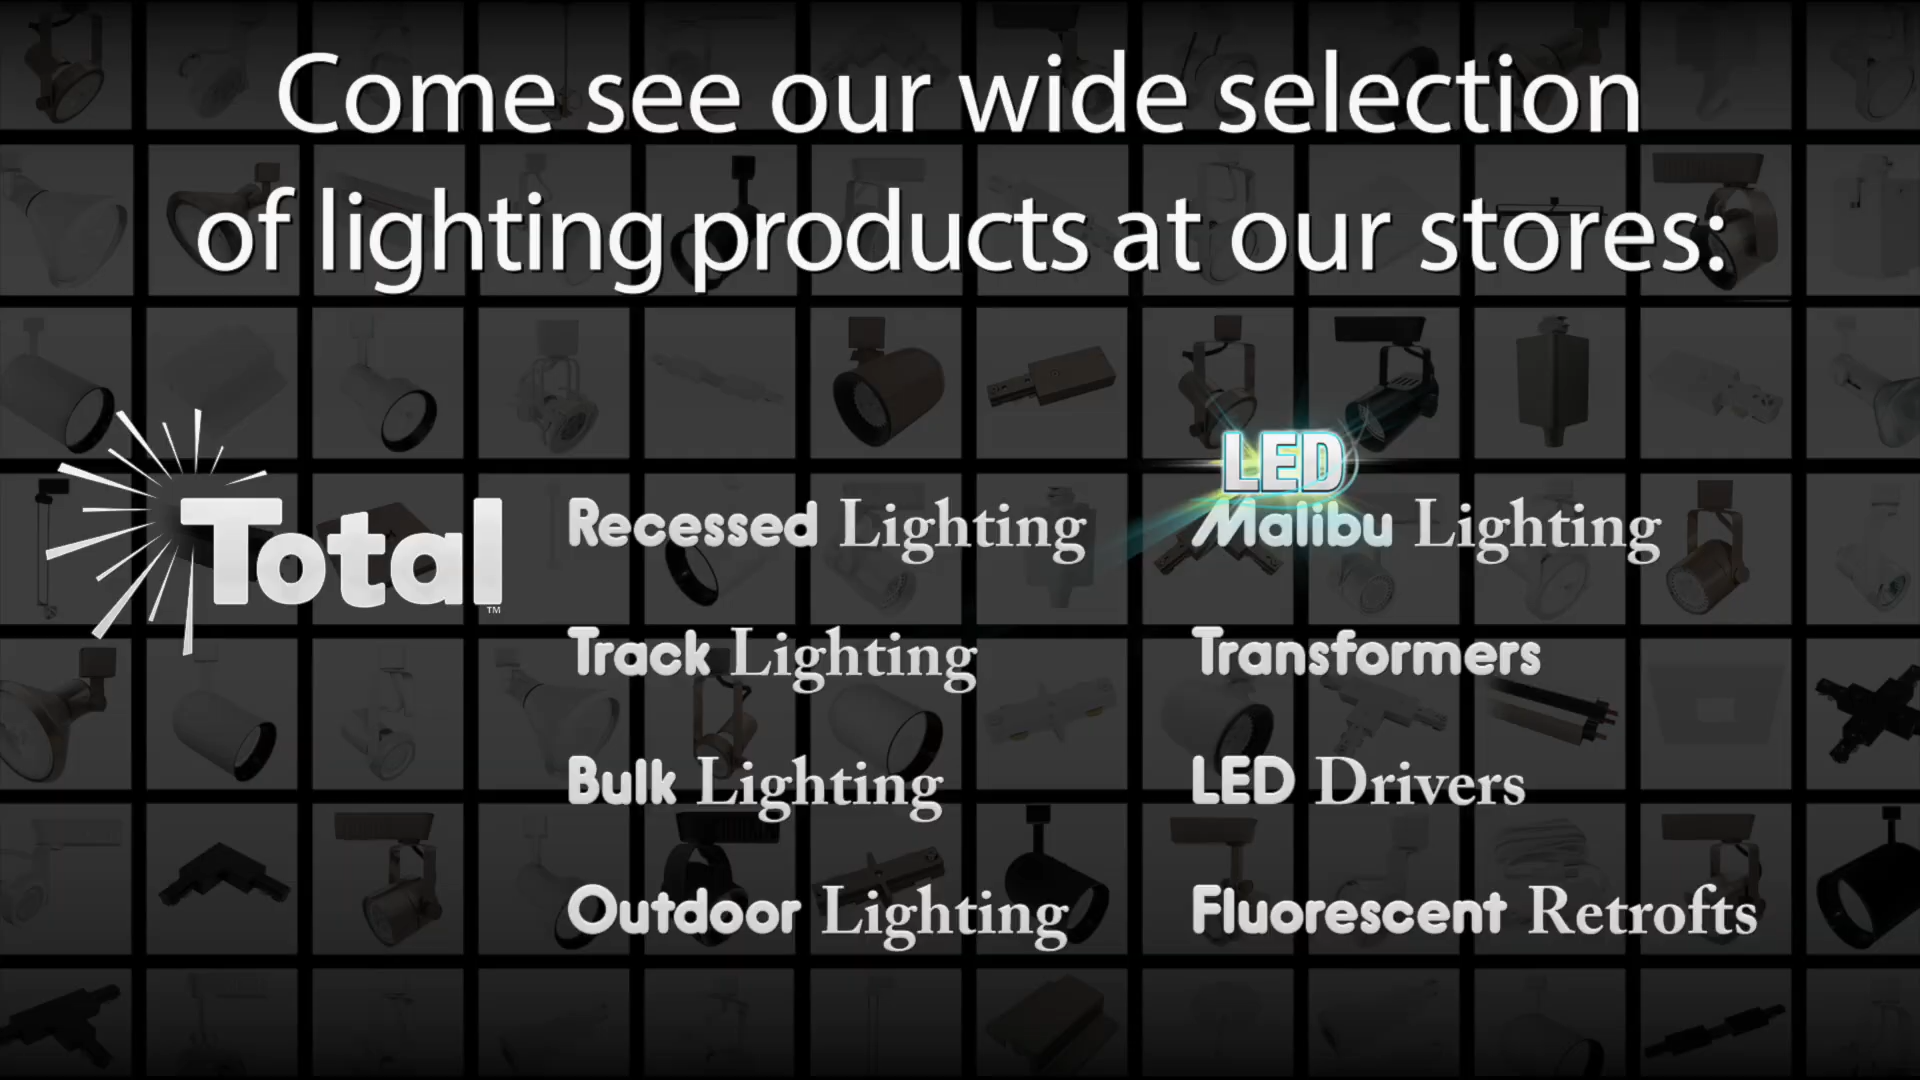 Come see our wide selection
of lighting products at our stores:
Total™
Recessed Lighting
Track Lighting
Bulk Lighting
Outdoor Lighting
LED
Malibu Lighting
Transformers
LED Drivers
Fluorescent Retrofts